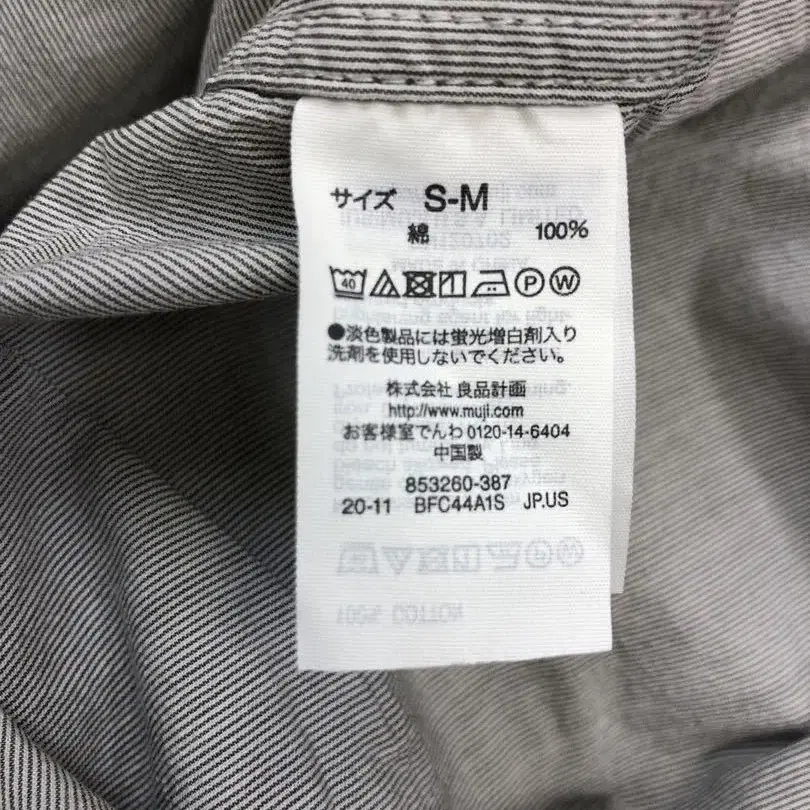 サイズ S-M
綿 100%
40 P W
●淡色製品には蛍光増白剤入り
洗剤を使用しないでください。
株式会社 良品計画
http://www.muji.com
お客様室でんわ 0120-14-6404
中国製
853260-387
20-11 BFC44A1S JP.US
100% COTTON